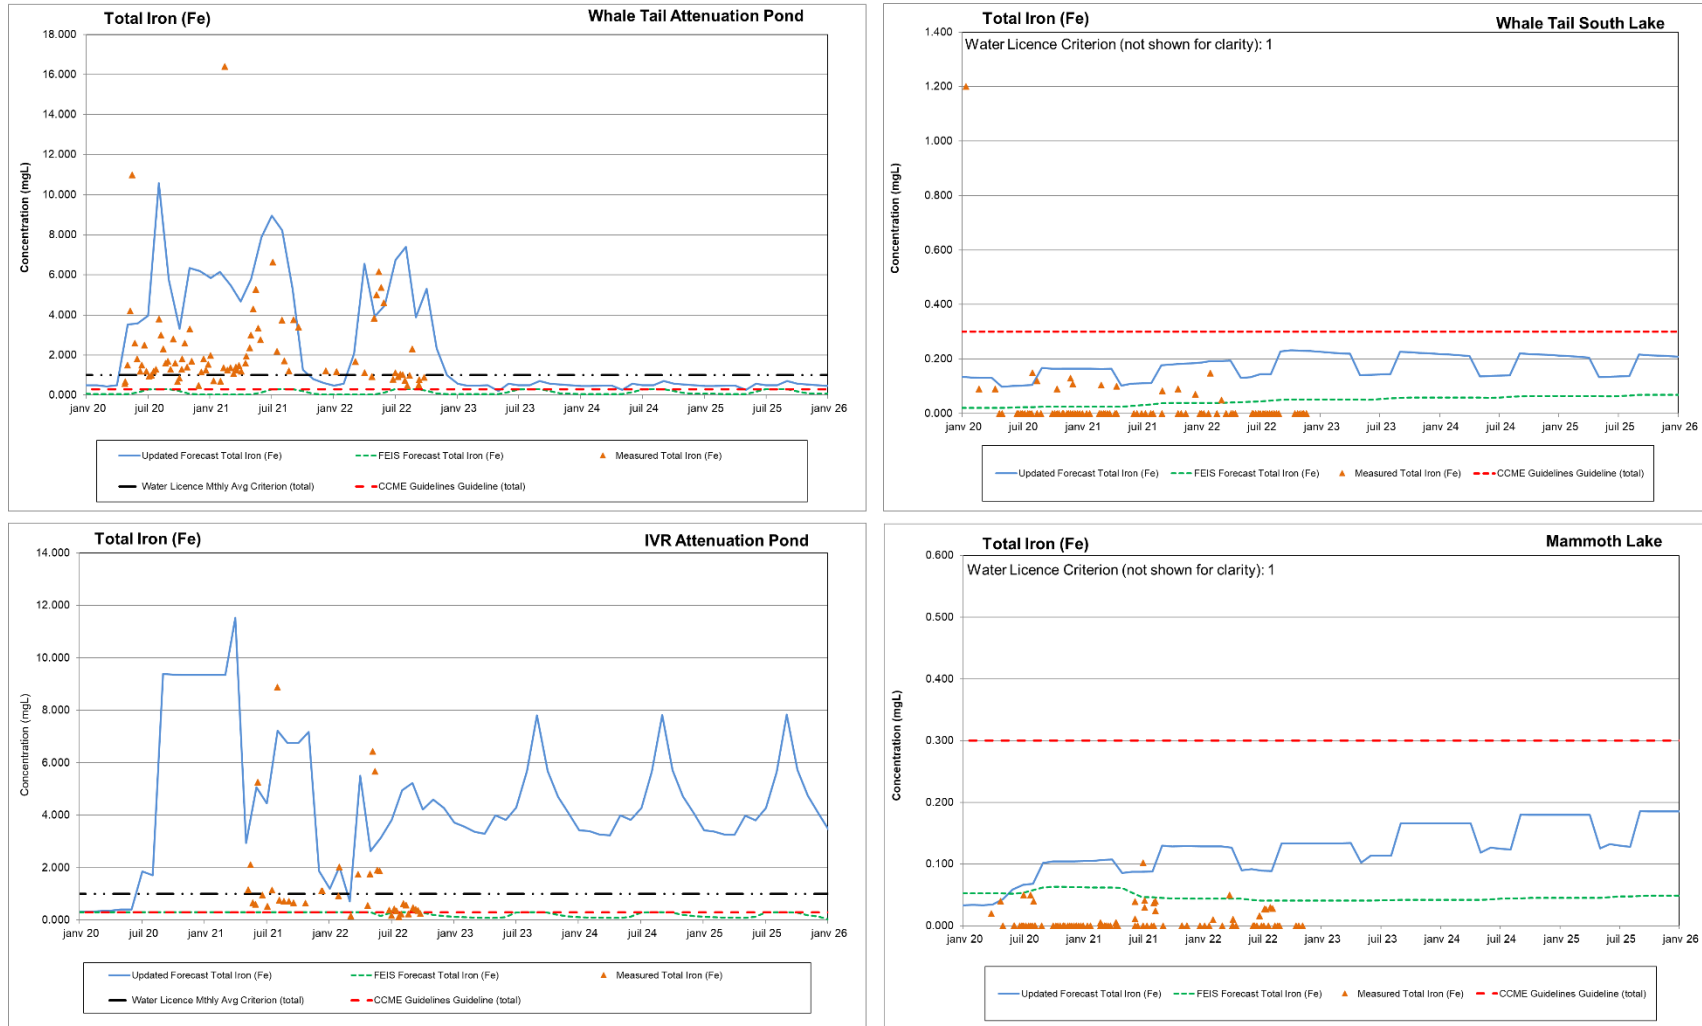 Total Iron (Fe)
Whale Tail Attenuation Pond
18.000
16.000
14.000
12.000
10.000
8.000
6.000
4.000
2.000
0.000
Concentration (mgL)
janv 20 juil 20 janv 21 juil 21 janv 22 juil 22 janv 23 juil 23 janv 24 juil 24 janv 25 juil 25 janv 26
Updated Forecast Total Iron (Fe) FEIS Forecast Total Iron (Fe) Measured Total Iron (Fe)
Water Licence Mthly Avg Criterion (total) CCME Guidelines Guideline (total)
Total Iron (Fe)
Whale Tail South Lake
Water Licence Criterion (not shown for clarity): 1
1.400
1.200
1.000
0.800
0.600
0.400
0.200
0.000
Concentration (mgL)
janv 20 juil 20 janv 21 juil 21 janv 22 juil 22 janv 23 juil 23 janv 24 juil 24 janv 25 juil 25 janv 26
Updated Forecast Total Iron (Fe) FEIS Forecast Total Iron (Fe) Measured Total Iron (Fe) CCME Guidelines Guideline (total)
Total Iron (Fe)
IVR Attenuation Pond
14.000
12.000
10.000
8.000
6.000
4.000
2.000
0.000
Concentration (mgL)
janv 20 juil 20 janv 21 juil 21 janv 22 juil 22 janv 23 juil 23 janv 24 juil 24 janv 25 juil 25 janv 26
Updated Forecast Total Iron (Fe) FEIS Forecast Total Iron (Fe) Measured Total Iron (Fe)
Water Licence Mthly Avg Criterion (total) CCME Guidelines Guideline (total)
Total Iron (Fe)
Mammoth Lake
Water Licence Criterion (not shown for clarity): 1
0.600
0.500
0.400
0.300
0.200
0.100
0.000
Concentration (mgL)
janv 20 juil 20 janv 21 juil 21 janv 22 juil 22 janv 23 juil 23 janv 24 juil 24 janv 25 juil 25 janv 26
Updated Forecast Total Iron (Fe) FEIS Forecast Total Iron (Fe) Measured Total Iron (Fe) CCME Guidelines Guideline (total)